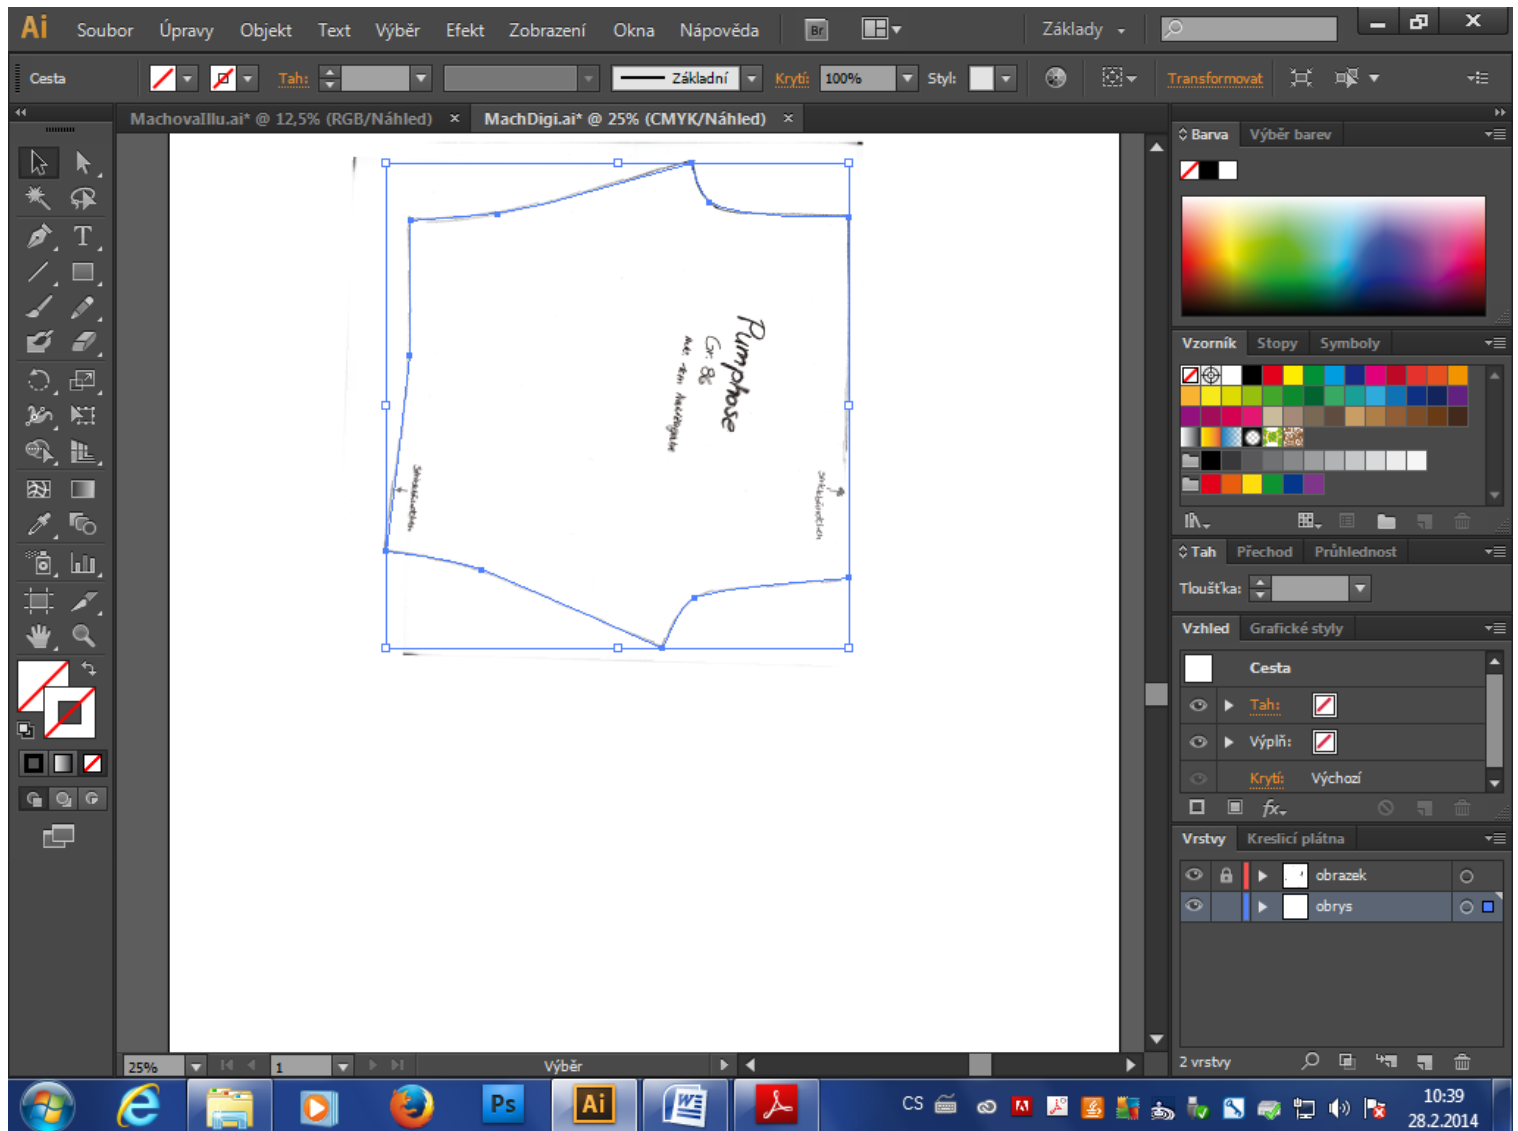 Ai Soubor Úpravy Objekt Text Výběr Efekt Zobrazení Okna Nápověda Br Základy
Cesta Tah: Základní Krytí: 100% Styl: Transformovat
MachovaIllu.ai* @ 12,5% (RGB/Náhled) × MachDigi.ai* @ 25% (CMYK/Náhled) ×
Pumphose
Gr. 86
Barva Výběr barev
Vzorník Stopy Symboly
Tah Přechod Průhlednost
Tloušťka:
Vzhled Grafické styly
Cesta
Tah:
Výplň:
Krytí: Výchozí
fx
Vrstvy Kreslicí plátna
obrazek
obrys
2 vrstvy
25% 1 Výběr
Ps Ai W CS 10:39
28.2.2014